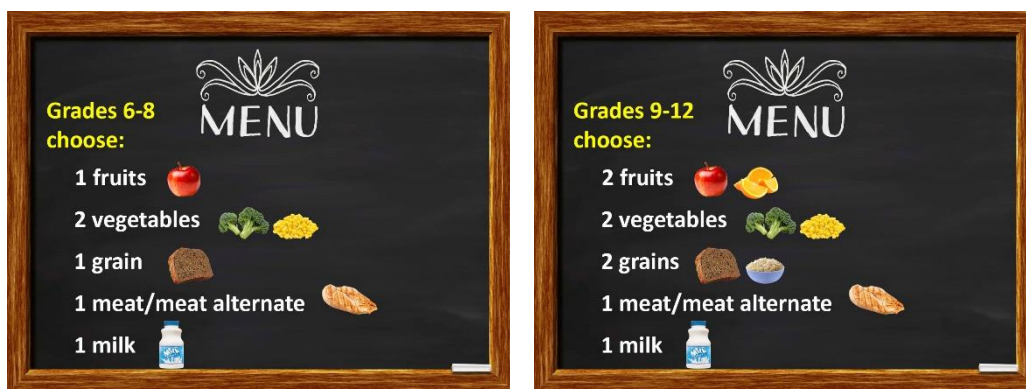 MENU
Grades 6-8
choose:
1 fruits
2 vegetables
1 grain
1 meat/meat alternate
1 milk
MENU
Grades 9-12
choose:
2 fruits
2 vegetables
2 grains
1 meat/meat alternate
1 milk